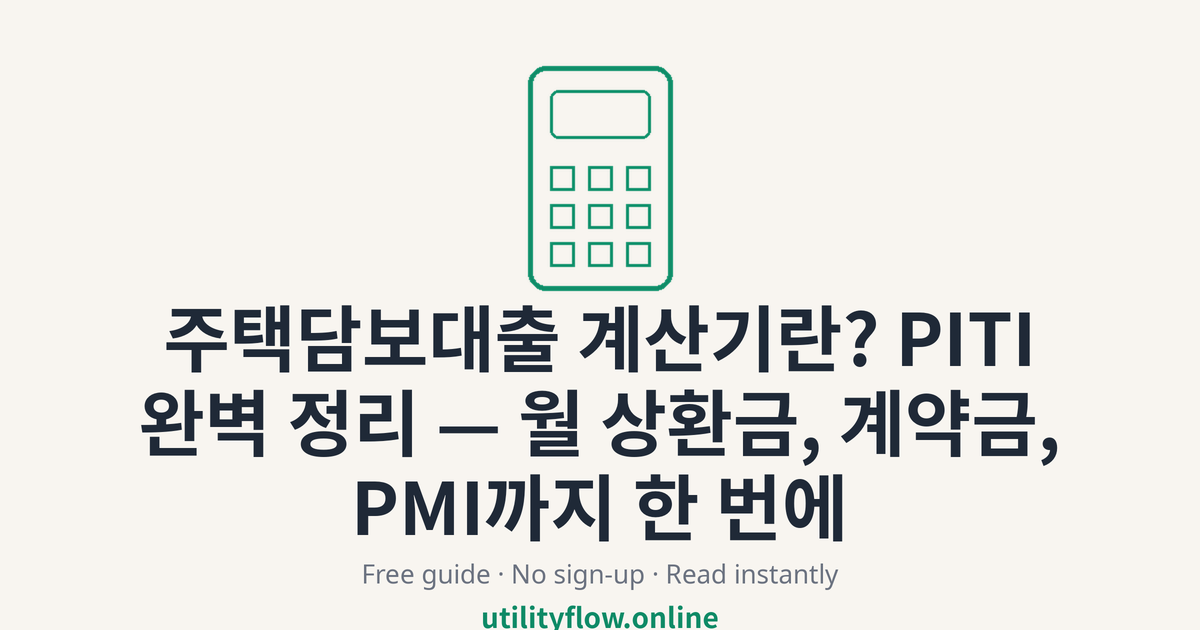 주택담보대출 계산기란? PITI
완벽 정리 — 월 상환금, 계약금,
PMI까지 한 번에
Free guide · No sign-up · Read instantly
utilityflow.online